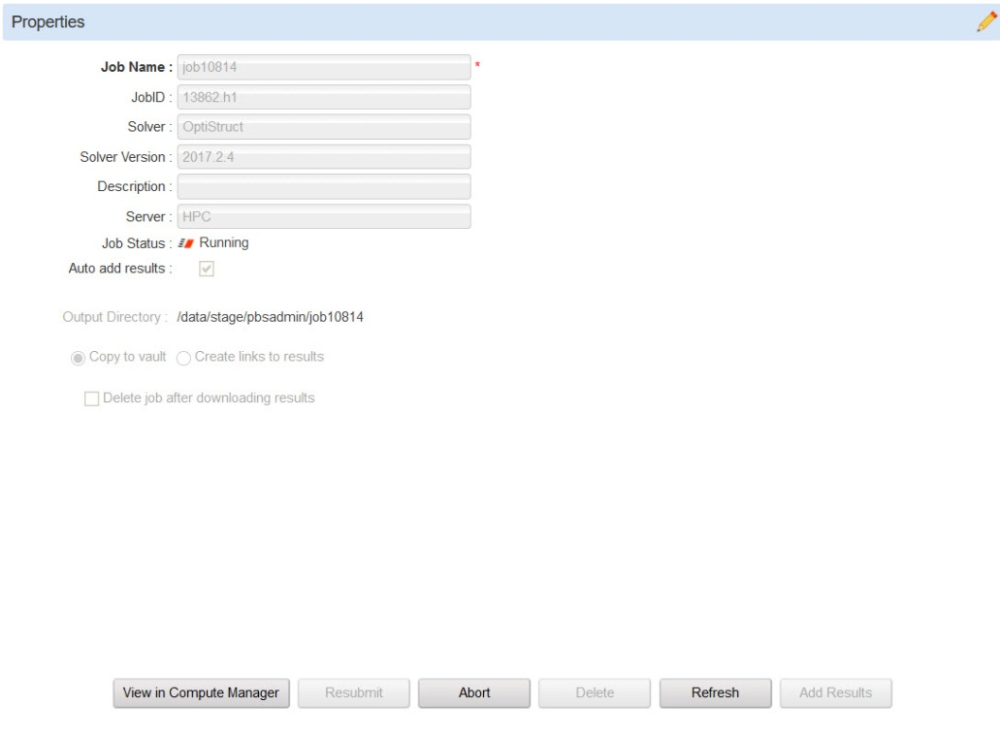 Properties
Job Name : job10814 *
JobID : 13862.h1
Solver : OptiStruct
Solver Version : 2017.2.4
Description :
Server : HPC
Job Status : Running
Auto add results :
Output Directory : /data/stage/pbsadmin/job10814
Copy to vault Create links to results
Delete job after downloading results
View in Compute Manager Resubmit Abort Delete Refresh Add Results